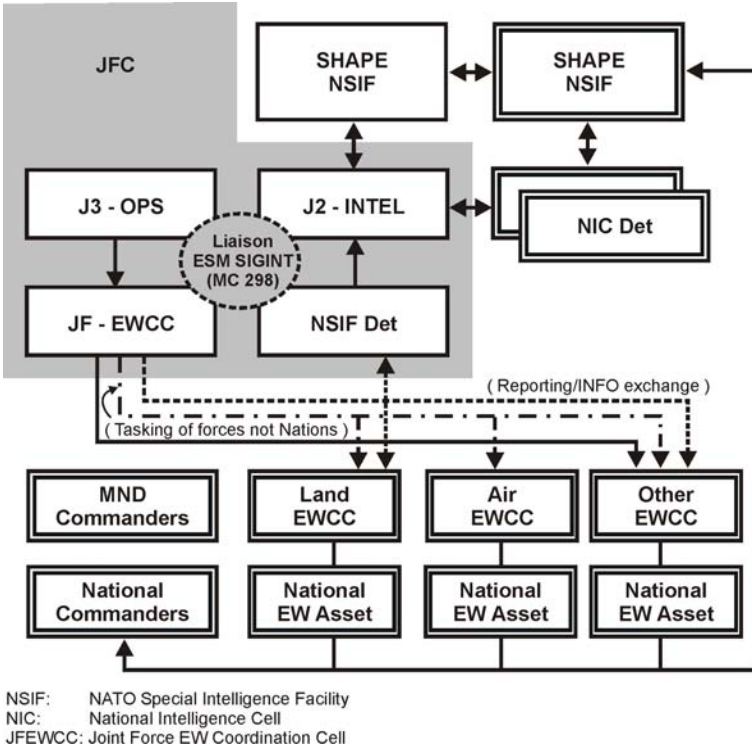 JFC
SHAPE
NSIF
SHAPE
NSIF
J3 - OPS
J2 - INTEL
NIC Det
Liaison
ESM SIGINT
(MC 298)
JF - EWCC
NSIF Det
( Reporting/INFO exchange )
( Tasking of forces not Nations )
MND
Commanders
Land
EWCC
Air
EWCC
Other
EWCC
National
Commanders
National
EW Asset
National
EW Asset
National
EW Asset
NSIF: NATO Special Intelligence Facility
NIC: National Intelligence Cell
JFEWCC: Joint Force EW Coordination Cell